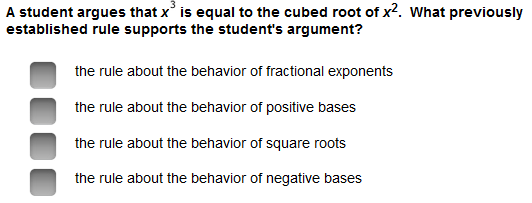 A student argues that x³ is equal to the cubed root of x². What previously
established rule supports the student's argument?
the rule about the behavior of fractional exponents
the rule about the behavior of positive bases
the rule about the behavior of square roots
the rule about the behavior of negative bases